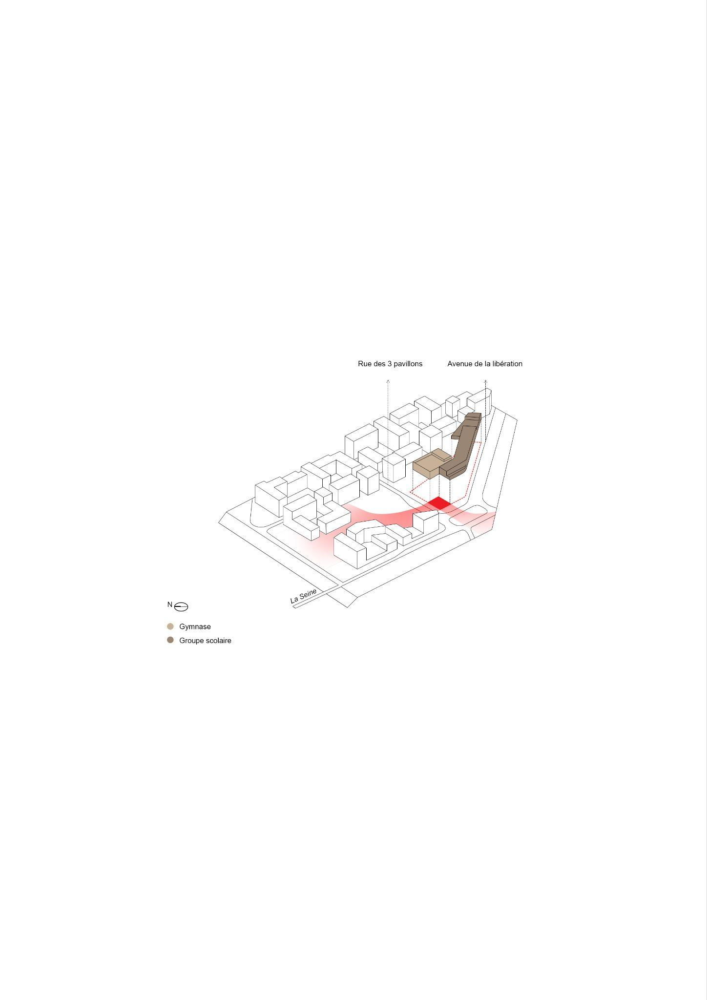 Rue des 3 pavillons
Avenue de la libération
La Seine
N
Gymnase
Groupe scolaire